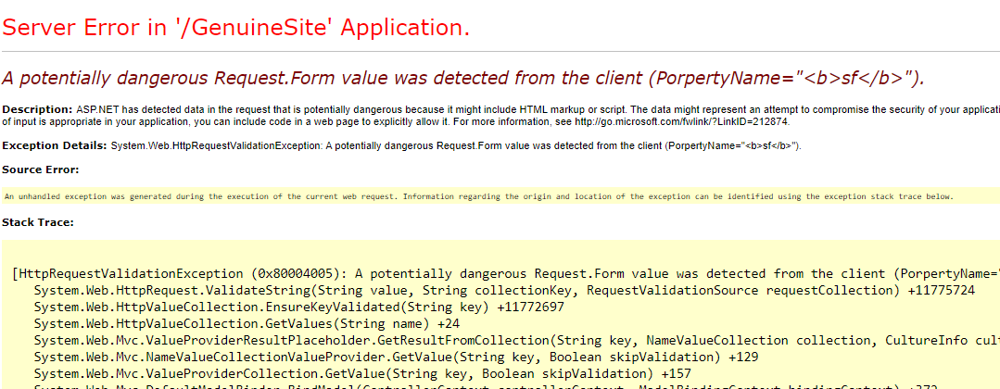 Server Error in '/GenuineSite' Application.
A potentially dangerous Request.Form value was detected from the client (PorpertyName="<b>sf</b>").
Description: ASP.NET has detected data in the request that is potentially dangerous because it might include HTML markup or script. The data might represent an attempt to compromise the security of your applicati
of input is appropriate in your application, you can include code in a web page to explicitly allow it. For more information, see http://go.microsoft.com/fwlink/?LinkID=212874.
Exception Details: System.Web.HttpRequestValidationException: A potentially dangerous Request.Form value was detected from the client (PorpertyName="<b>sf</b>").
Source Error:
An unhandled exception was generated during the execution of the current web request. Information regarding the origin and location of the exception can be identified using the exception stack trace below.
Stack Trace:
[HttpRequestValidationException (0x80004005): A potentially dangerous Request.Form value was detected from the client (PorpertyName="
System.Web.HttpRequest.ValidateString(String value, String collectionKey, RequestValidationSource requestCollection) +11775724
System.Web.HttpValueCollection.EnsureKeyValidated(String key) +11772697
System.Web.HttpValueCollection.GetValues(String name) +24
System.Web.Mvc.ValueProviderResultPlaceholder.GetResultFromCollection(String key, NameValueCollection collection, CultureInfo cul
System.Web.Mvc.NameValueCollectionValueProvider.GetValue(String key, Boolean skipValidation) +129
System.Web.Mvc.ValueProviderCollection.GetValue(String key, Boolean skipValidation) +157
System.Web.Mvc.DefaultModelBinder.BindModel(ControllerContext controllerContext, ModelBindingContext bindingContext) +372